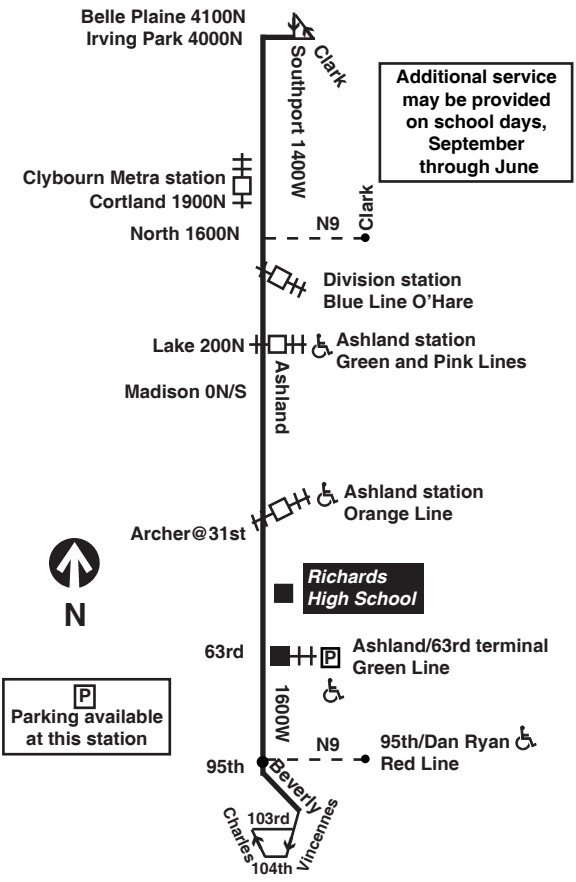 Belle Plaine 4100N
Irving Park 4000N
Clark
Southport 1400W
Additional service
may be provided
on school days,
September
through June
Clybourn Metra station
Cortland 1900N
North 1600N
N9
Clark
Division station
Blue Line O'Hare
Lake 200N
Ashland station
Green and Pink Lines
Madison 0N/S
Ashland
Ashland station
Orange Line
Archer@31st
N
Richards
High School
63rd
P
Ashland/63rd terminal
Green Line
P
Parking available
at this station
1600W
95th
N9
95th/Dan Ryan
Red Line
Beverly
103rd
Charles
Vincennes
104th